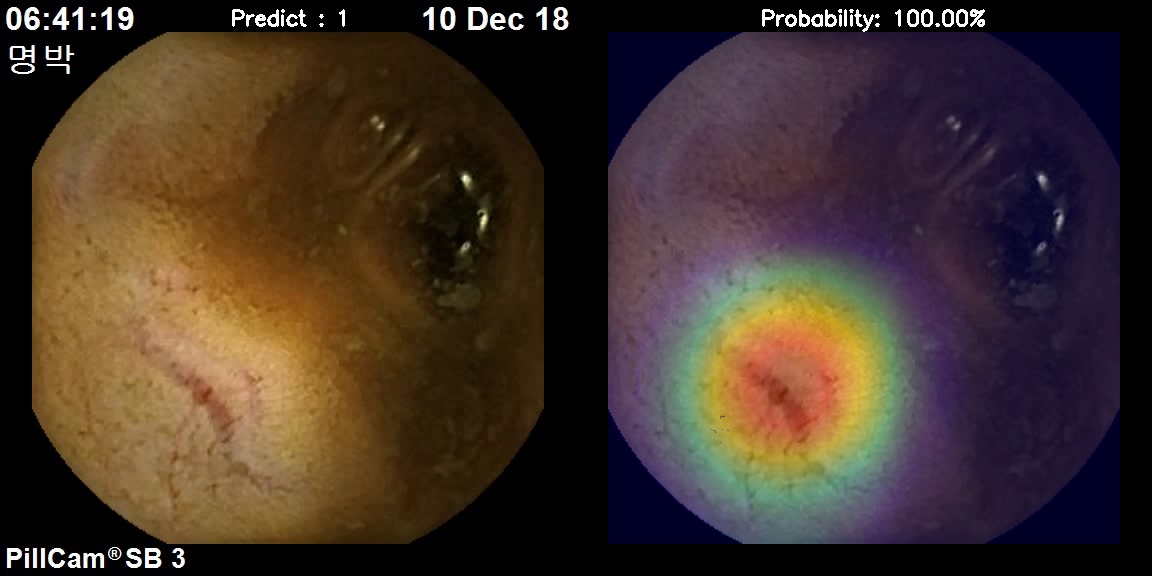 06:41:19
Predict : 1
10 Dec 18
Probability: 100.00%
명박
PillCam® SB 3